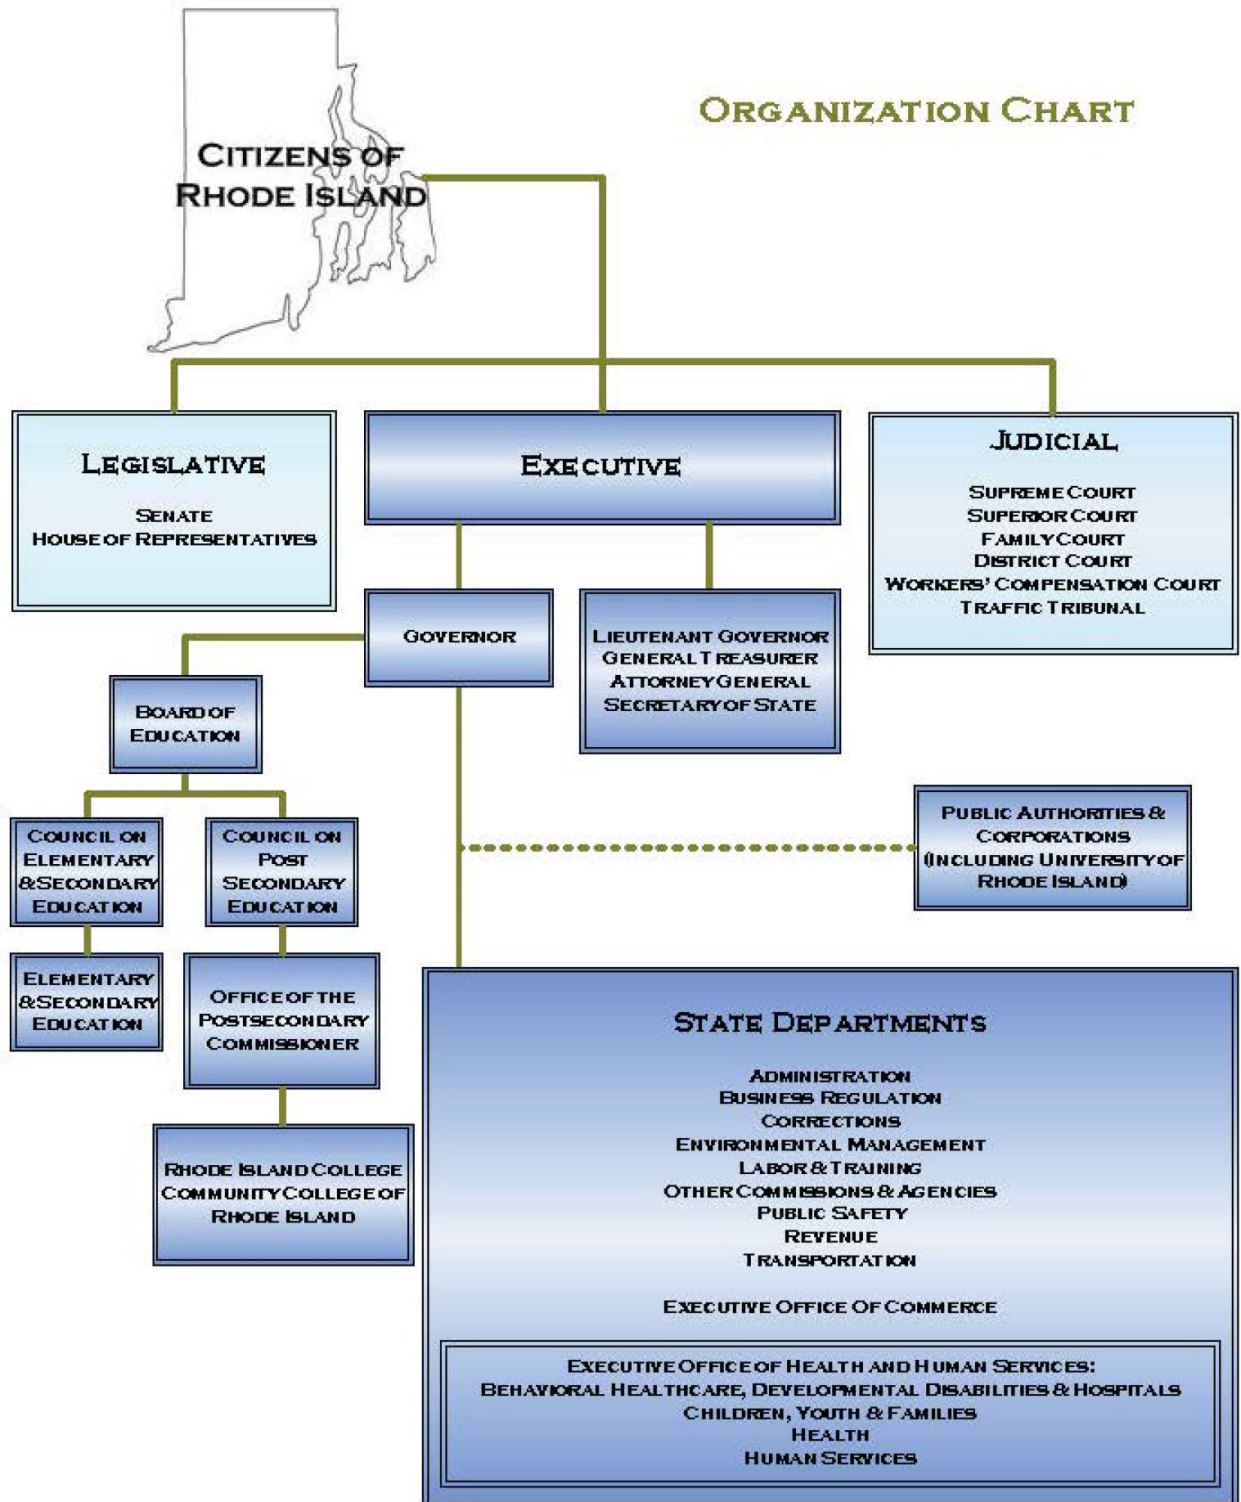 ORGANIZATION CHART
CITIZENS OF
RHODE ISLAND
LEGISLATIVE
SENATE
HOUSE OF REPRESENTATIVES
EXECUTIVE
JUDICIAL
SUPREME COURT
SUPERIOR COURT
FAMILY COURT
DISTRICT COURT
WORKERS' COMPENSATION COURT
TRAFFIC TRIBUNAL
GOVERNOR
LIEUTENANT GOVERNOR
GENERAL TREASURER
ATTORNEY GENERAL
SECRETARY OF STATE
BOARD OF
EDUCATION
COUNCIL ON
ELEMENTARY
& SECONDARY
EDUCATION
COUNCIL ON
POST
SECONDARY
EDUCATION
PUBLIC AUTHORITIES &
CORPORATIONS
(INCLUDING UNIVERSITY OF
RHODE ISLAND)
ELEMENTARY
& SECONDARY
EDUCATION
OFFICE OF THE
POSTSECONDARY
COMMISSIONER
RHODE ISLAND COLLEGE
COMMUNITY COLLEGE OF
RHODE ISLAND
STATE DEPARTMENTS
ADMINISTRATION
BUSINESS REGULATION
CORRECTIONS
ENVIRONMENTAL MANAGEMENT
LABOR & TRAINING
OTHER COMMISSIONS & AGENCIES
PUBLIC SAFETY
REVENUE
TRANSPORTATION
EXECUTIVE OFFICE OF COMMERCE
EXECUTIVE OFFICE OF HEALTH AND HUMAN SERVICES:
BEHAVIORAL HEALTHCARE, DEVELOPMENTAL DISABILITIES & HOSPITALS
CHILDREN, YOUTH & FAMILIES
HEALTH
HUMAN SERVICES